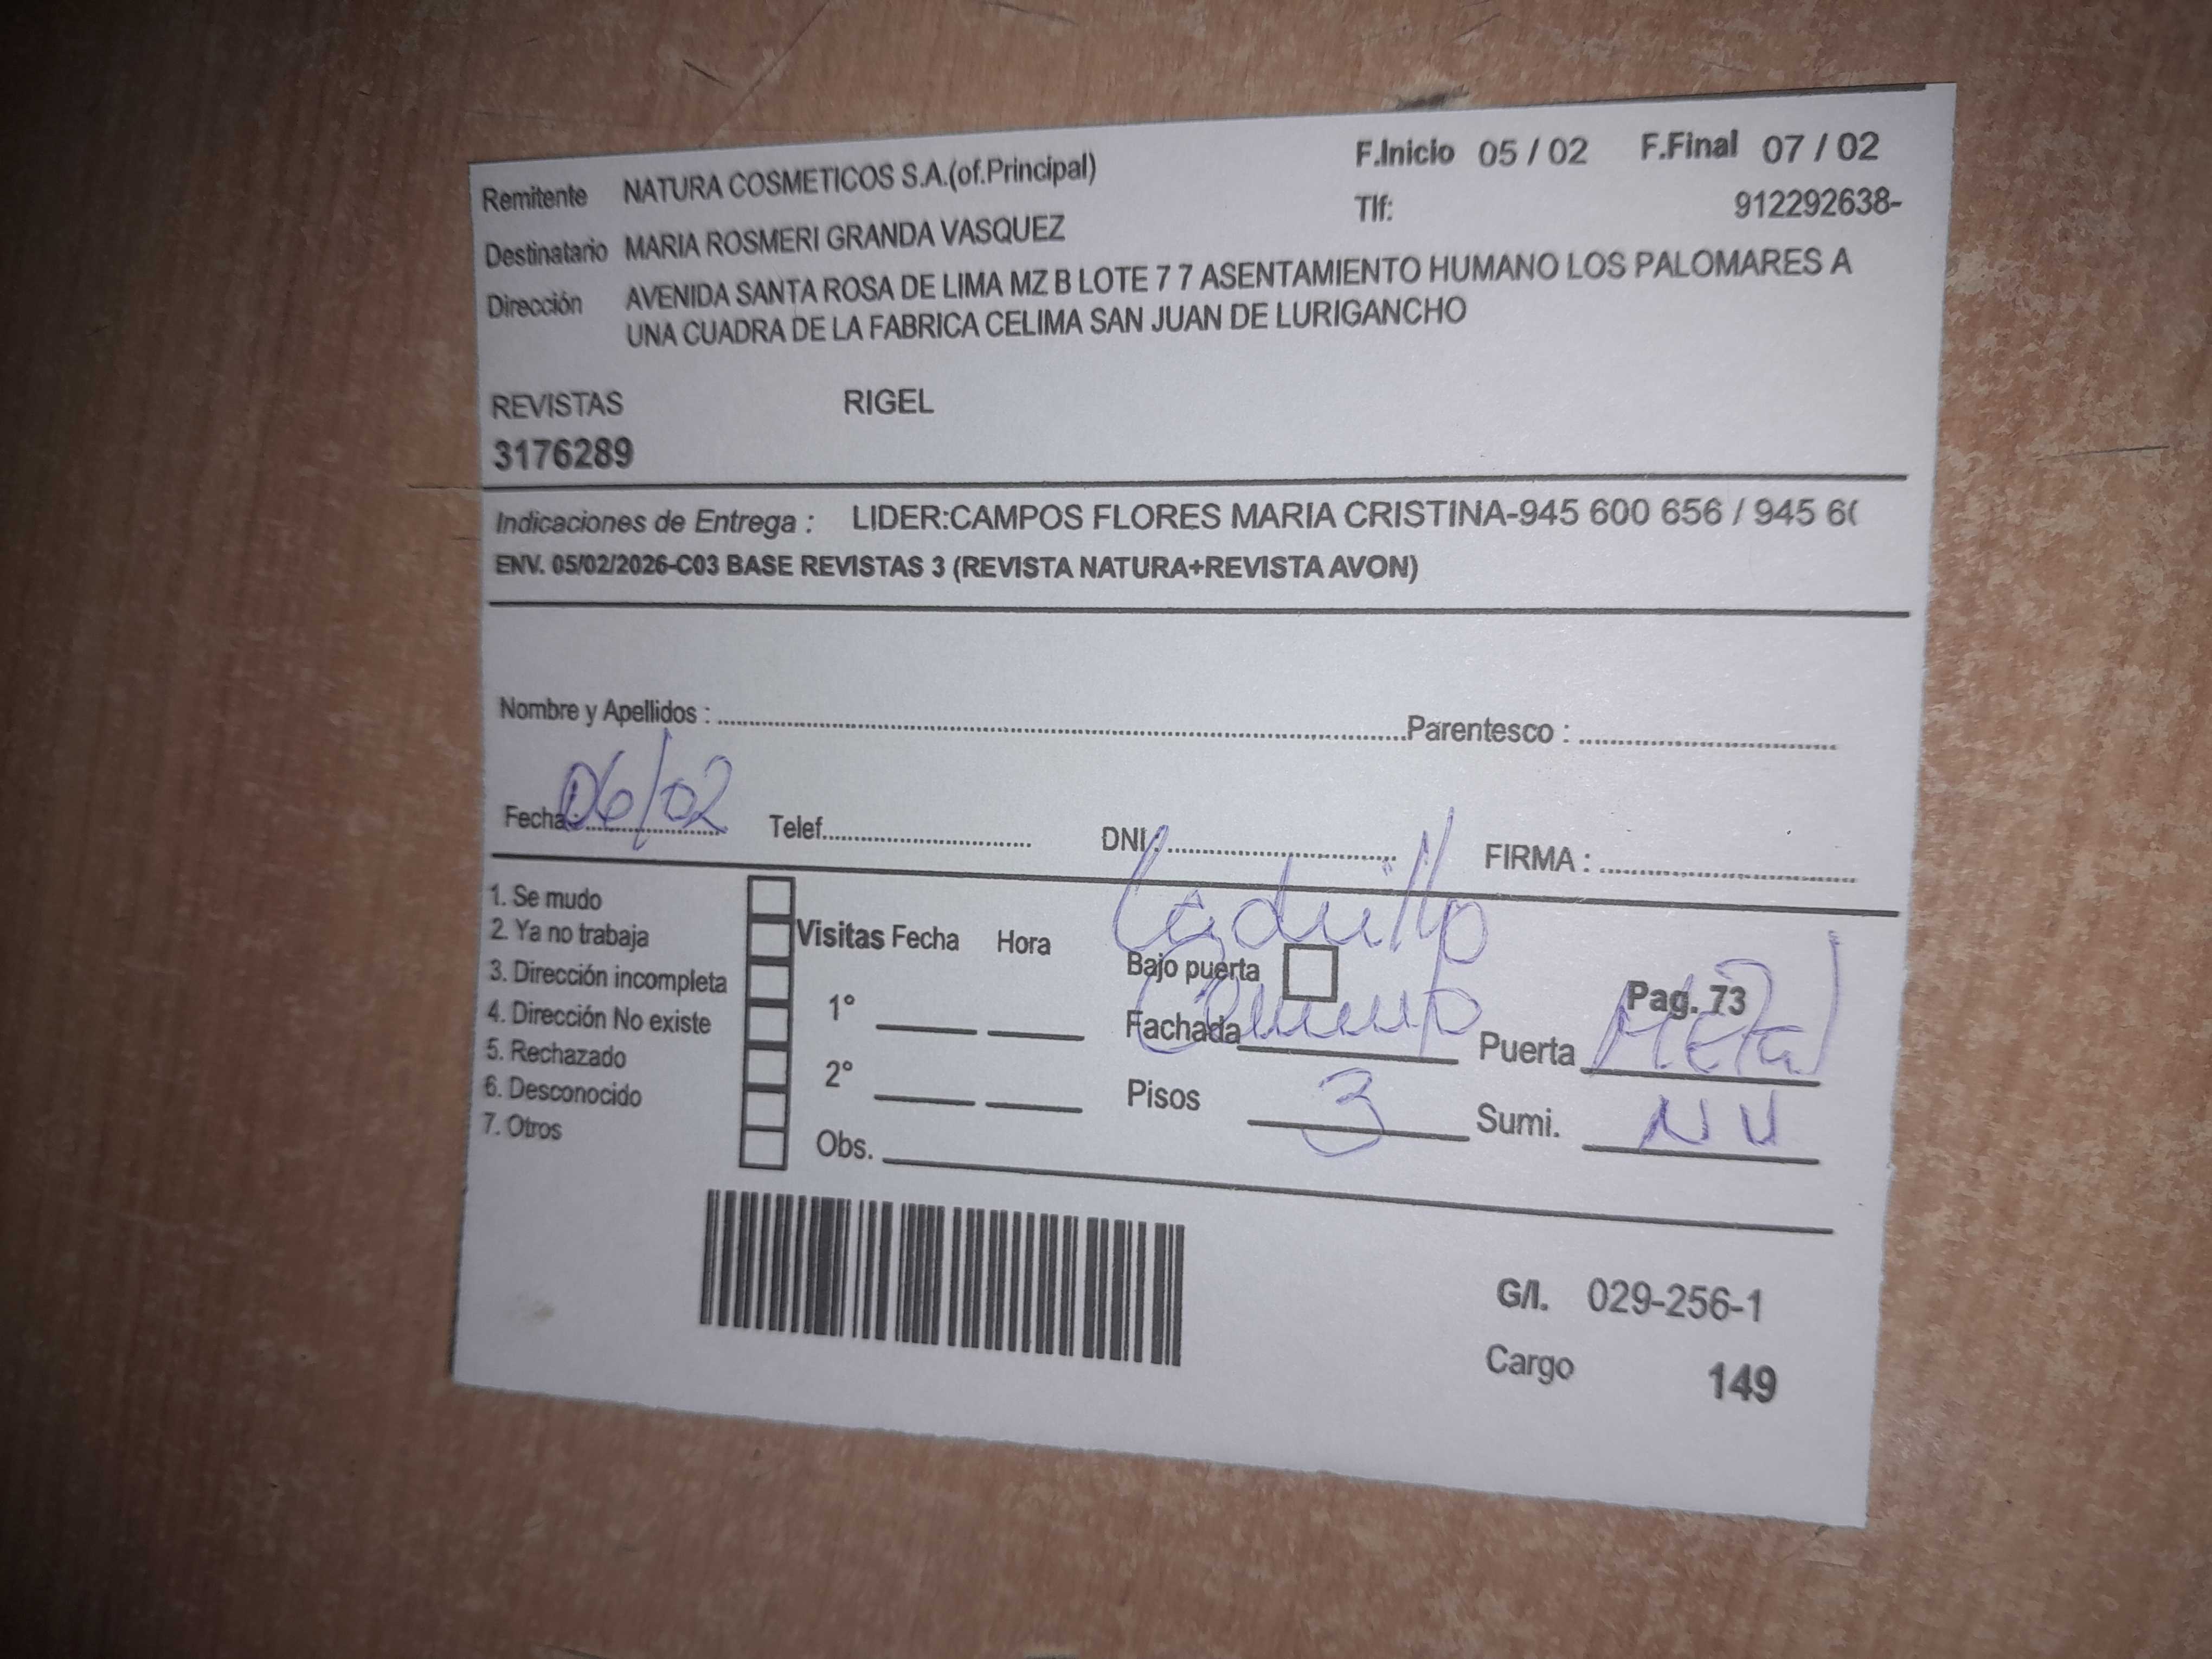 Remitente NATURA COSMETICOS S.A.(of.Principal) F.Inicio 05 / 02 F.Final 07 / 02
Tlf: 912292638-
Destinatario MARIA ROSMERI GRANDA VASQUEZ
Dirección AVENIDA SANTA ROSA DE LIMA MZ B LOTE 7 7 ASENTAMIENTO HUMANO LOS PALOMARES A
UNA CUADRA DE LA FABRICA CELIMA SAN JUAN DE LURIGANCHO
REVISTAS RIGEL
3176289
Indicaciones de Entrega : LIDER:CAMPOS FLORES MARIA CRISTINA-945 600 656 / 945 6
ENV. 05/02/2026-C03 BASE REVISTAS 3 (REVISTA NATURA+REVISTA AVON)
Nombre y Apellidos : Parentesco :
Fecha : 06/02 Telef. DNI : FIRMA :
Ladrillo
1. Se mudo
2. Ya no trabaja
3. Dirección incompleta
4. Dirección No existe
5. Rechazado
6. Desconocido
7. Otros
Visitas Fecha Hora
1°
2°
Obs.
Bajo puerta
Pag. 73
Fachada Puerta Metal
Pisos 3 Sumi. NV
G/I. 029-256-1
Cargo 149